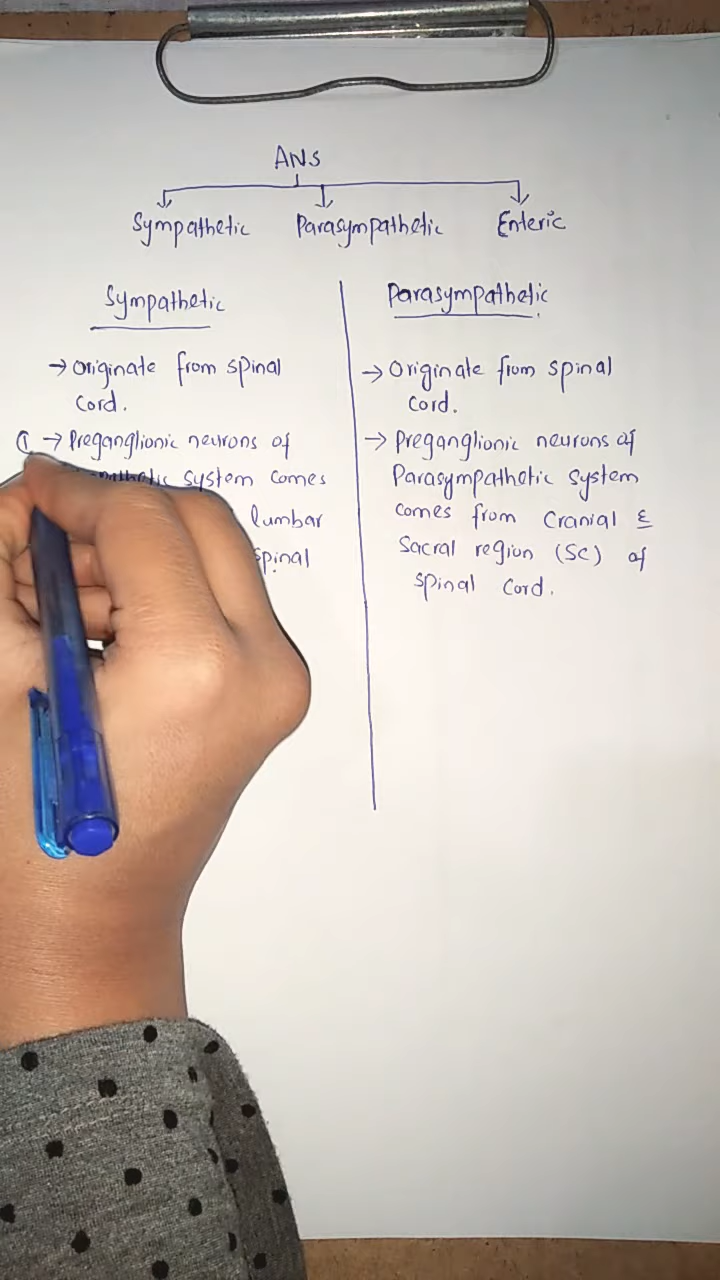 ANS
Sympathetic Parasympathetic Enteric
Sympathetic
→ Originate from spinal
cord.
① → Preganglionic neurons of
system comes
lumbar
spinal
Parasympathetic
→ Originate from spinal
cord.
→ Preganglionic neurons of
Parasympathetic system
comes from cranial &
sacral region (SC) of
spinal cord.